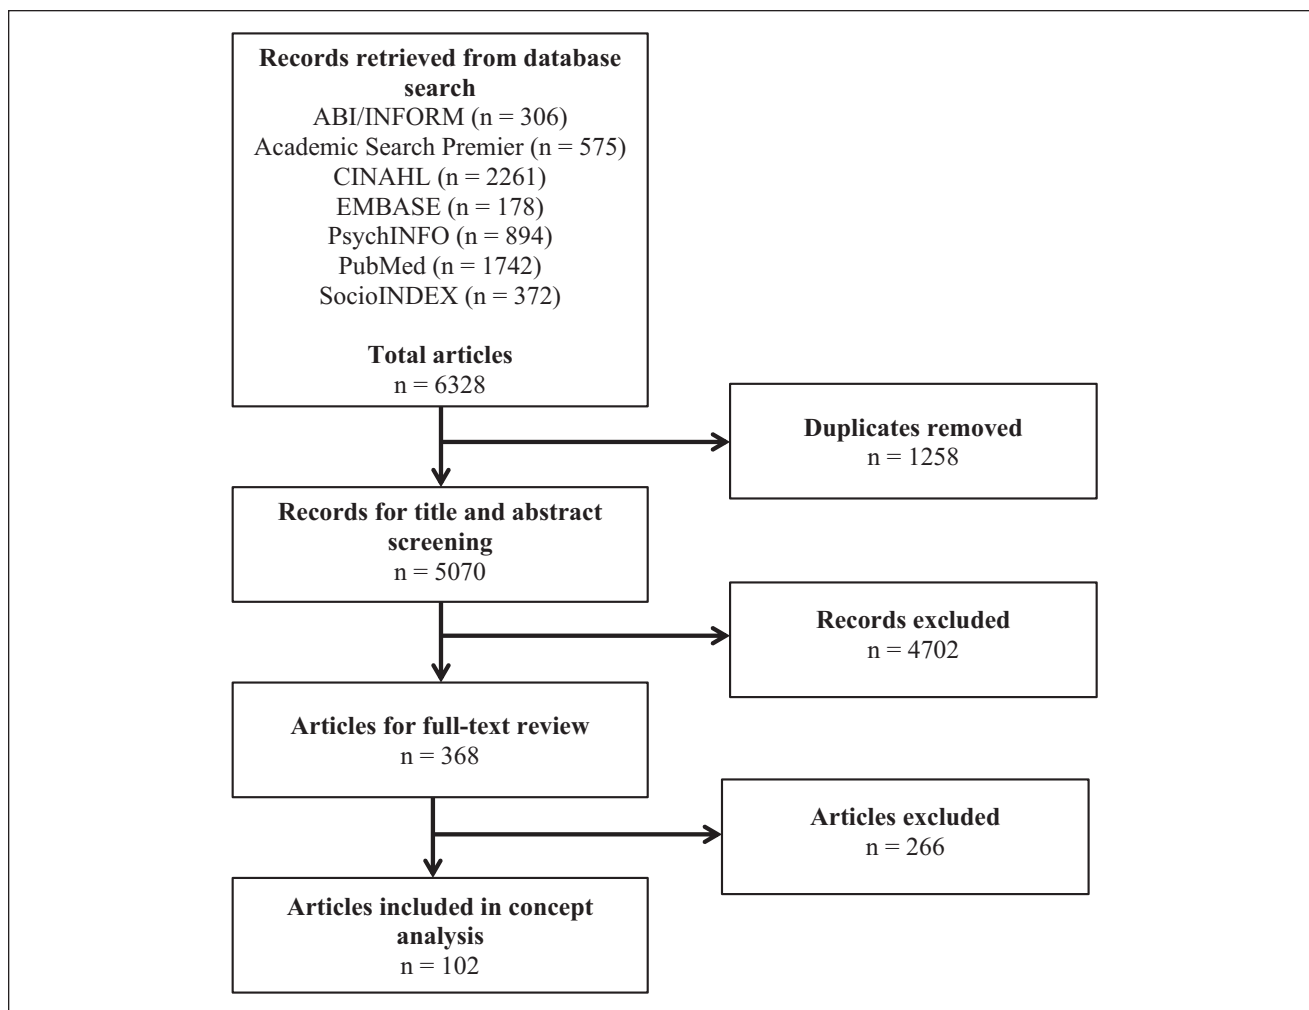 Records retrieved from database
search
ABI/INFORM (n = 306)
Academic Search Premier (n = 575)
CINAHL (n = 2261)
EMBASE (n = 178)
PsychINFO (n = 894)
PubMed (n = 1742)
SocioINDEX (n = 372)
Total articles
n = 6328
Duplicates removed
n = 1258
Records for title and abstract
screening
n = 5070
Records excluded
n = 4702
Articles for full-text review
n = 368
Articles excluded
n = 266
Articles included in concept
analysis
n = 102